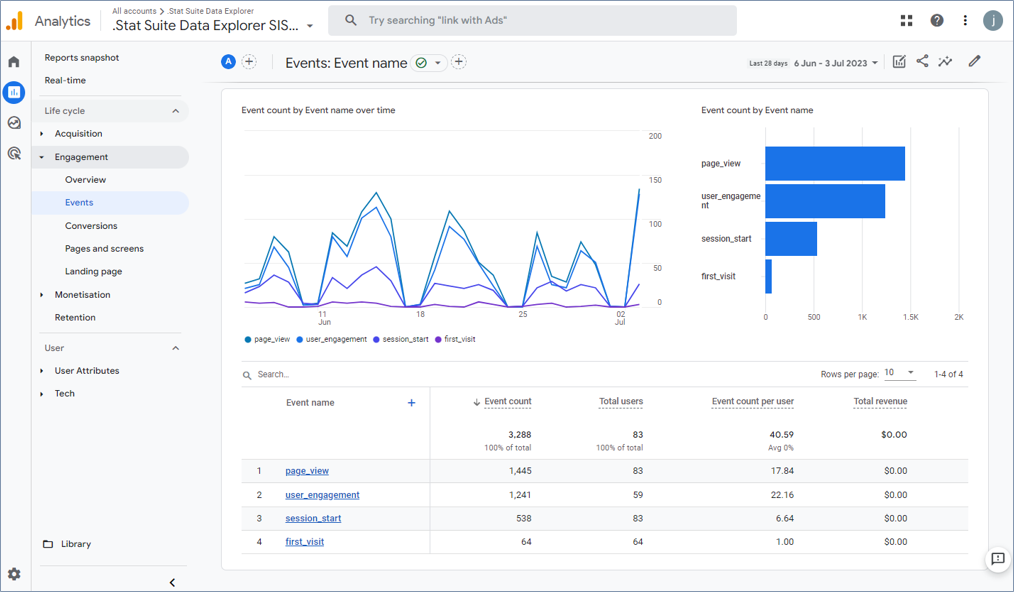 Analytics
All accounts > .Stat Suite Data Explorer
.Stat Suite Data Explorer SIS...
Try searching "link with Ads"
j
Reports snapshot
Real-time
Life cycle
Acquisition
Engagement
Overview
Events
Conversions
Pages and screens
Landing page
Monetisation
Retention
User
User Attributes
Tech
Library
A
Events: Event name
Last 28 days 6 Jun - 3 Jul 2023
Event count by Event name over time
200
150
100
50
0
11
Jun
18
25
02
Jul
page_view user_engagement session_start first_visit
Event count by Event name
page_view
user_engageme
nt
session_start
first_visit
0 500 1K 1.5K 2K
Search...
Rows per page: 10 1-4 of 4
Event name + Event count Total users Event count per user Total revenue
3,288 83 40.59 $0.00
100% of total 100% of total Avg 0%
1 page_view 1,445 83 17.84 $0.00
2 user_engagement 1,241 59 22.16 $0.00
3 session_start 538 83 6.64 $0.00
4 first_visit 64 64 1.00 $0.00